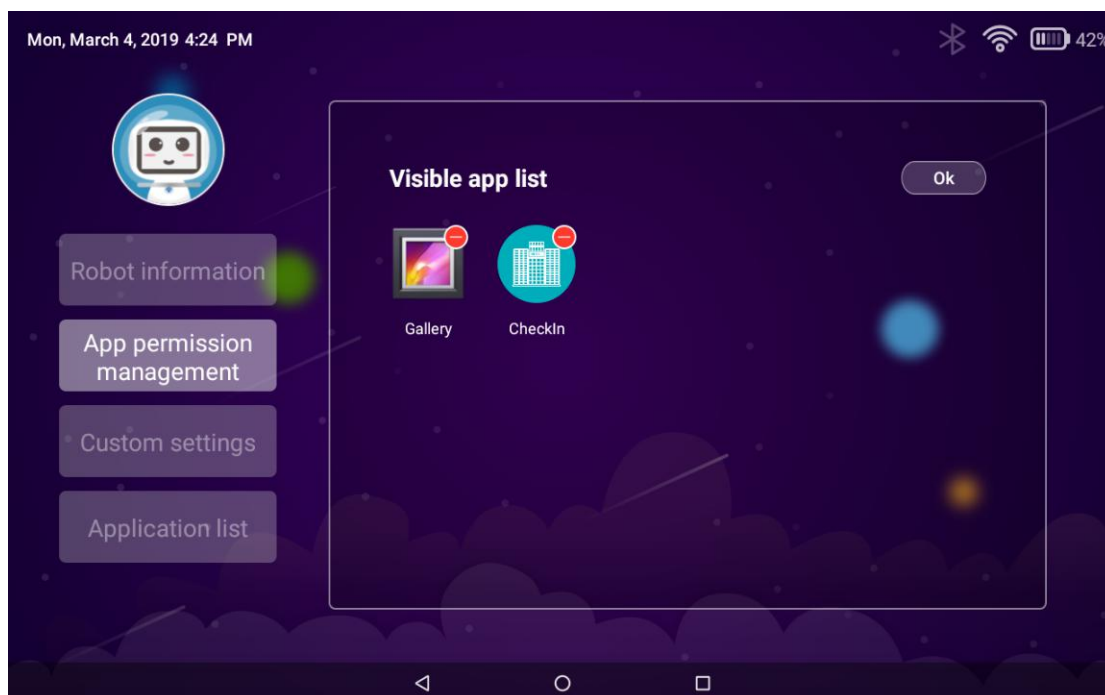 Mon, March 4, 2019 4:24 PM
42%
Robot information
App permission
management
Custom settings
Application list
Visible app list
Ok
Gallery
CheckIn